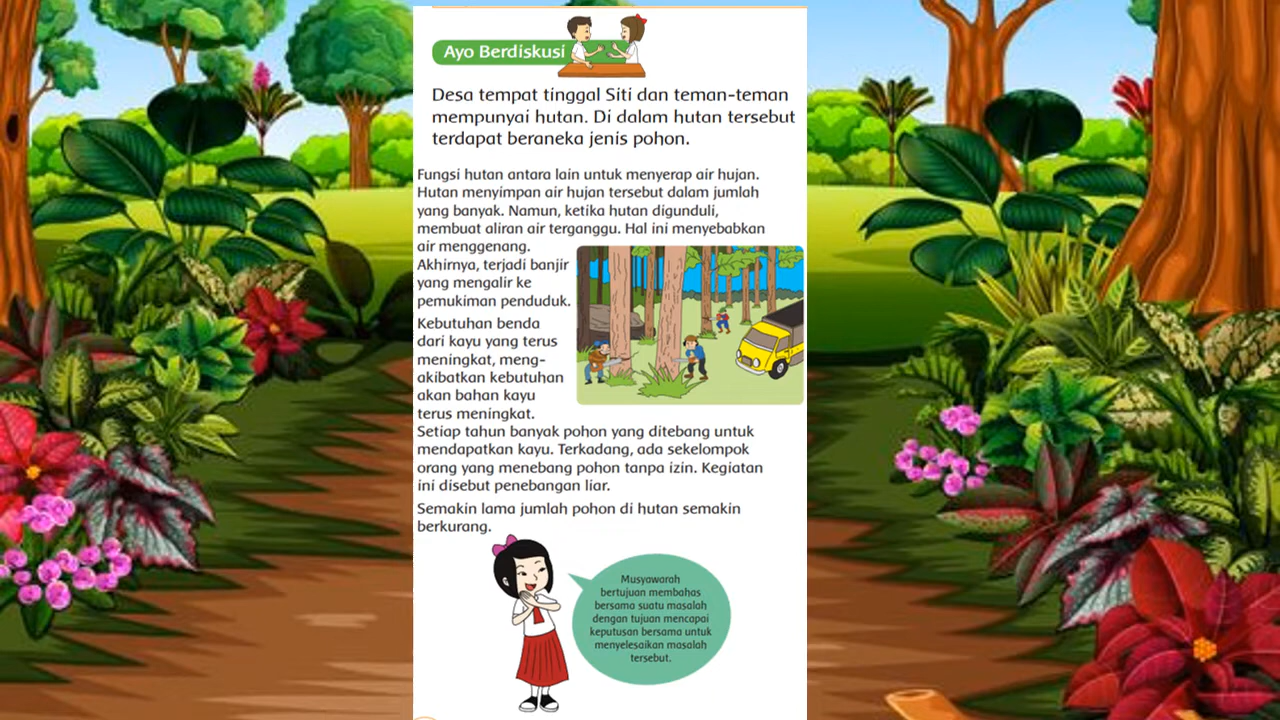 Ayo Berdiskusi
Desa tempat tinggal Siti dan teman-teman
mempunyai hutan. Di dalam hutan tersebut
terdapat beraneka jenis pohon.
Fungsi hutan antara lain untuk menyerap air hujan.
Hutan menyimpan air hujan tersebut dalam jumlah
yang banyak. Namun, ketika hutan digunduli,
membuat aliran air terganggu. Hal ini menyebabkan
air menggenang.
Akhirnya, terjadi banjir
yang mengalir ke
pemukiman penduduk.
Kebutuhan benda
dari kayu yang terus
meningkat, meng-
akibatkan kebutuhan
akan bahan kayu
terus meningkat.
Setiap tahun banyak pohon yang ditebang untuk
mendapatkan kayu. Terkadang, ada sekelompok
orang yang menebang pohon tanpa izin. Kegiatan
ini disebut penebangan liar.
Semakin lama jumlah pohon di hutan semakin
berkurang.
Musyawarah
bertujuan membahas
bersama suatu masalah
dengan tujuan mencapai
keputusan bersama untuk
menyelesaikan masalah
tersebut.